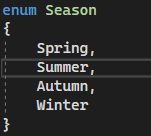 enum Season
{
    Spring,
    Summer,
    Autumn,
    Winter
}